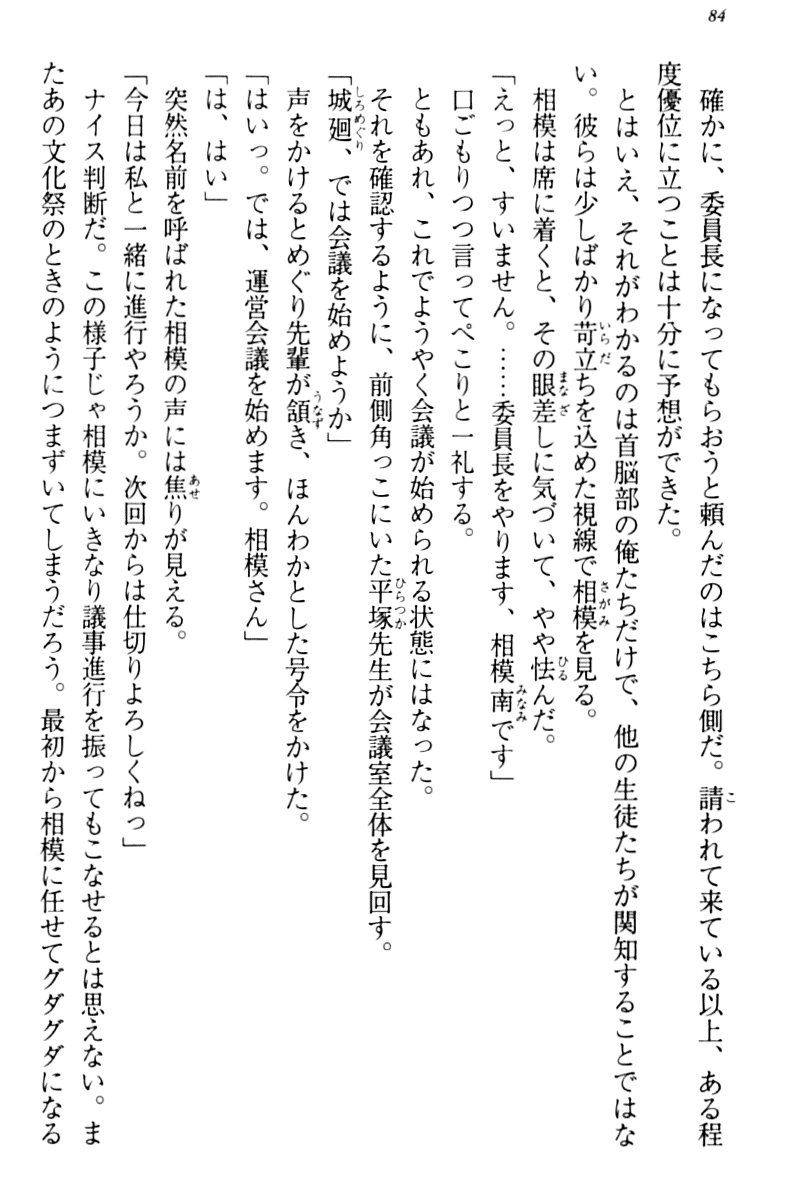 84
確かに、委員長になってもらおうと頼んだのはこちら側だ。請われて来ている以上、ある程
度優位に立つことは十分に予想ができた。
とはいえ、それがわかるのは首脳部の俺たちだけで、他の生徒たちが関知することではな
い。彼らは少しばかり苛立ちを込めた視線で相模を見る。
相模は席に着くと、その眼差しに気づいて、やや怯んだ。
「えっと、すいません。……委員長をやります、相模南です」
口ごもりつつ言ってぺこりと一礼する。
ともあれ、これでようやく会議が始められる状態にはなった。
それを確認するように、前側角っこにいた平塚先生が会議室全体を見回す。
「城廻、では会議を始めようか」
声をかけるとめぐり先輩が頷き、ほんわかとした号令をかけた。
「はいっ。では、運営会議を始めます。相模さん」
「は、はい」
突然名前を呼ばれた相模の声には焦りが見える。
「今日は私と一緒に進行やろうか。次回からは仕切りよろしくねっ」
ナイス判断だ。この様子じゃ相模にいきなり議事進行を振ってもこなせるとは思えない。ま
たあの文化祭のときのようにつまずいてしまうだろう。最初から相模に任せてグダグダになる